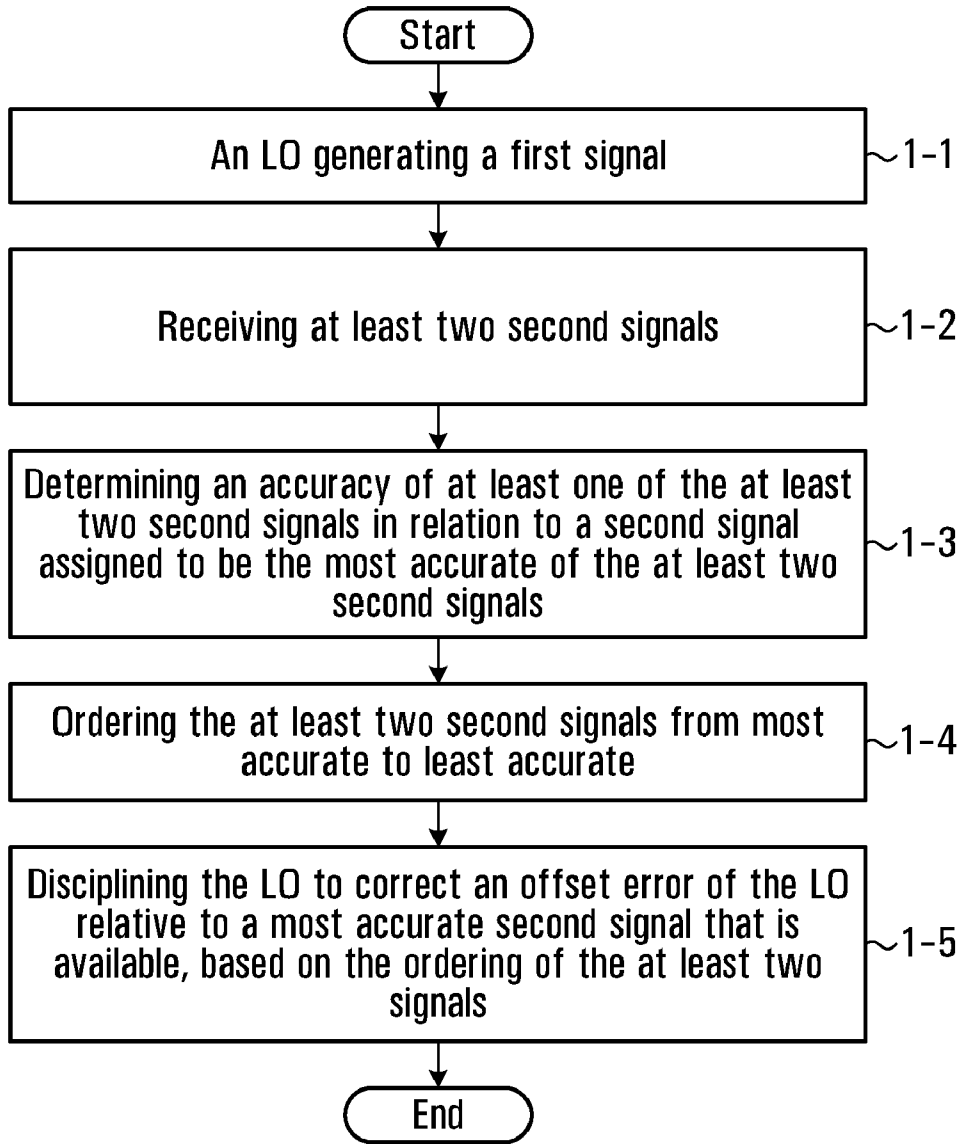 Start
An LO generating a first signal
1-1
Receiving at least two second signals
1-2
Determining an accuracy of at least one of the at least
two second signals in relation to a second signal
assigned to be the most accurate of the at least two
second signals
1-3
Ordering the at least two second signals from most
accurate to least accurate
1-4
Disciplining the LO to correct an offset error of the LO
relative to a most accurate second signal that is
available, based on the ordering of the at least two
signals
1-5
End